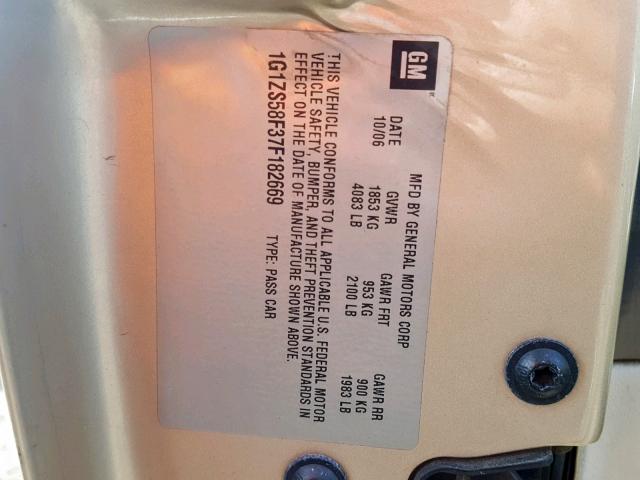 GM
MFD BY GENERAL MOTORS CORP
DATE GVWR GAWR FRT GAWR RR
10/06 1853 KG 953 KG 900 KG
4083 LB 2100 LB 1983 LB
THIS VEHICLE CONFORMS TO ALL APPLICABLE U.S. FEDERAL MOTOR
VEHICLE SAFETY, BUMPER, AND THEFT PREVENTION STANDARDS IN
EFFECT ON THE DATE OF MANUFACTURE SHOWN ABOVE.
1G1ZS58F37F182669 TYPE: PASS CAR